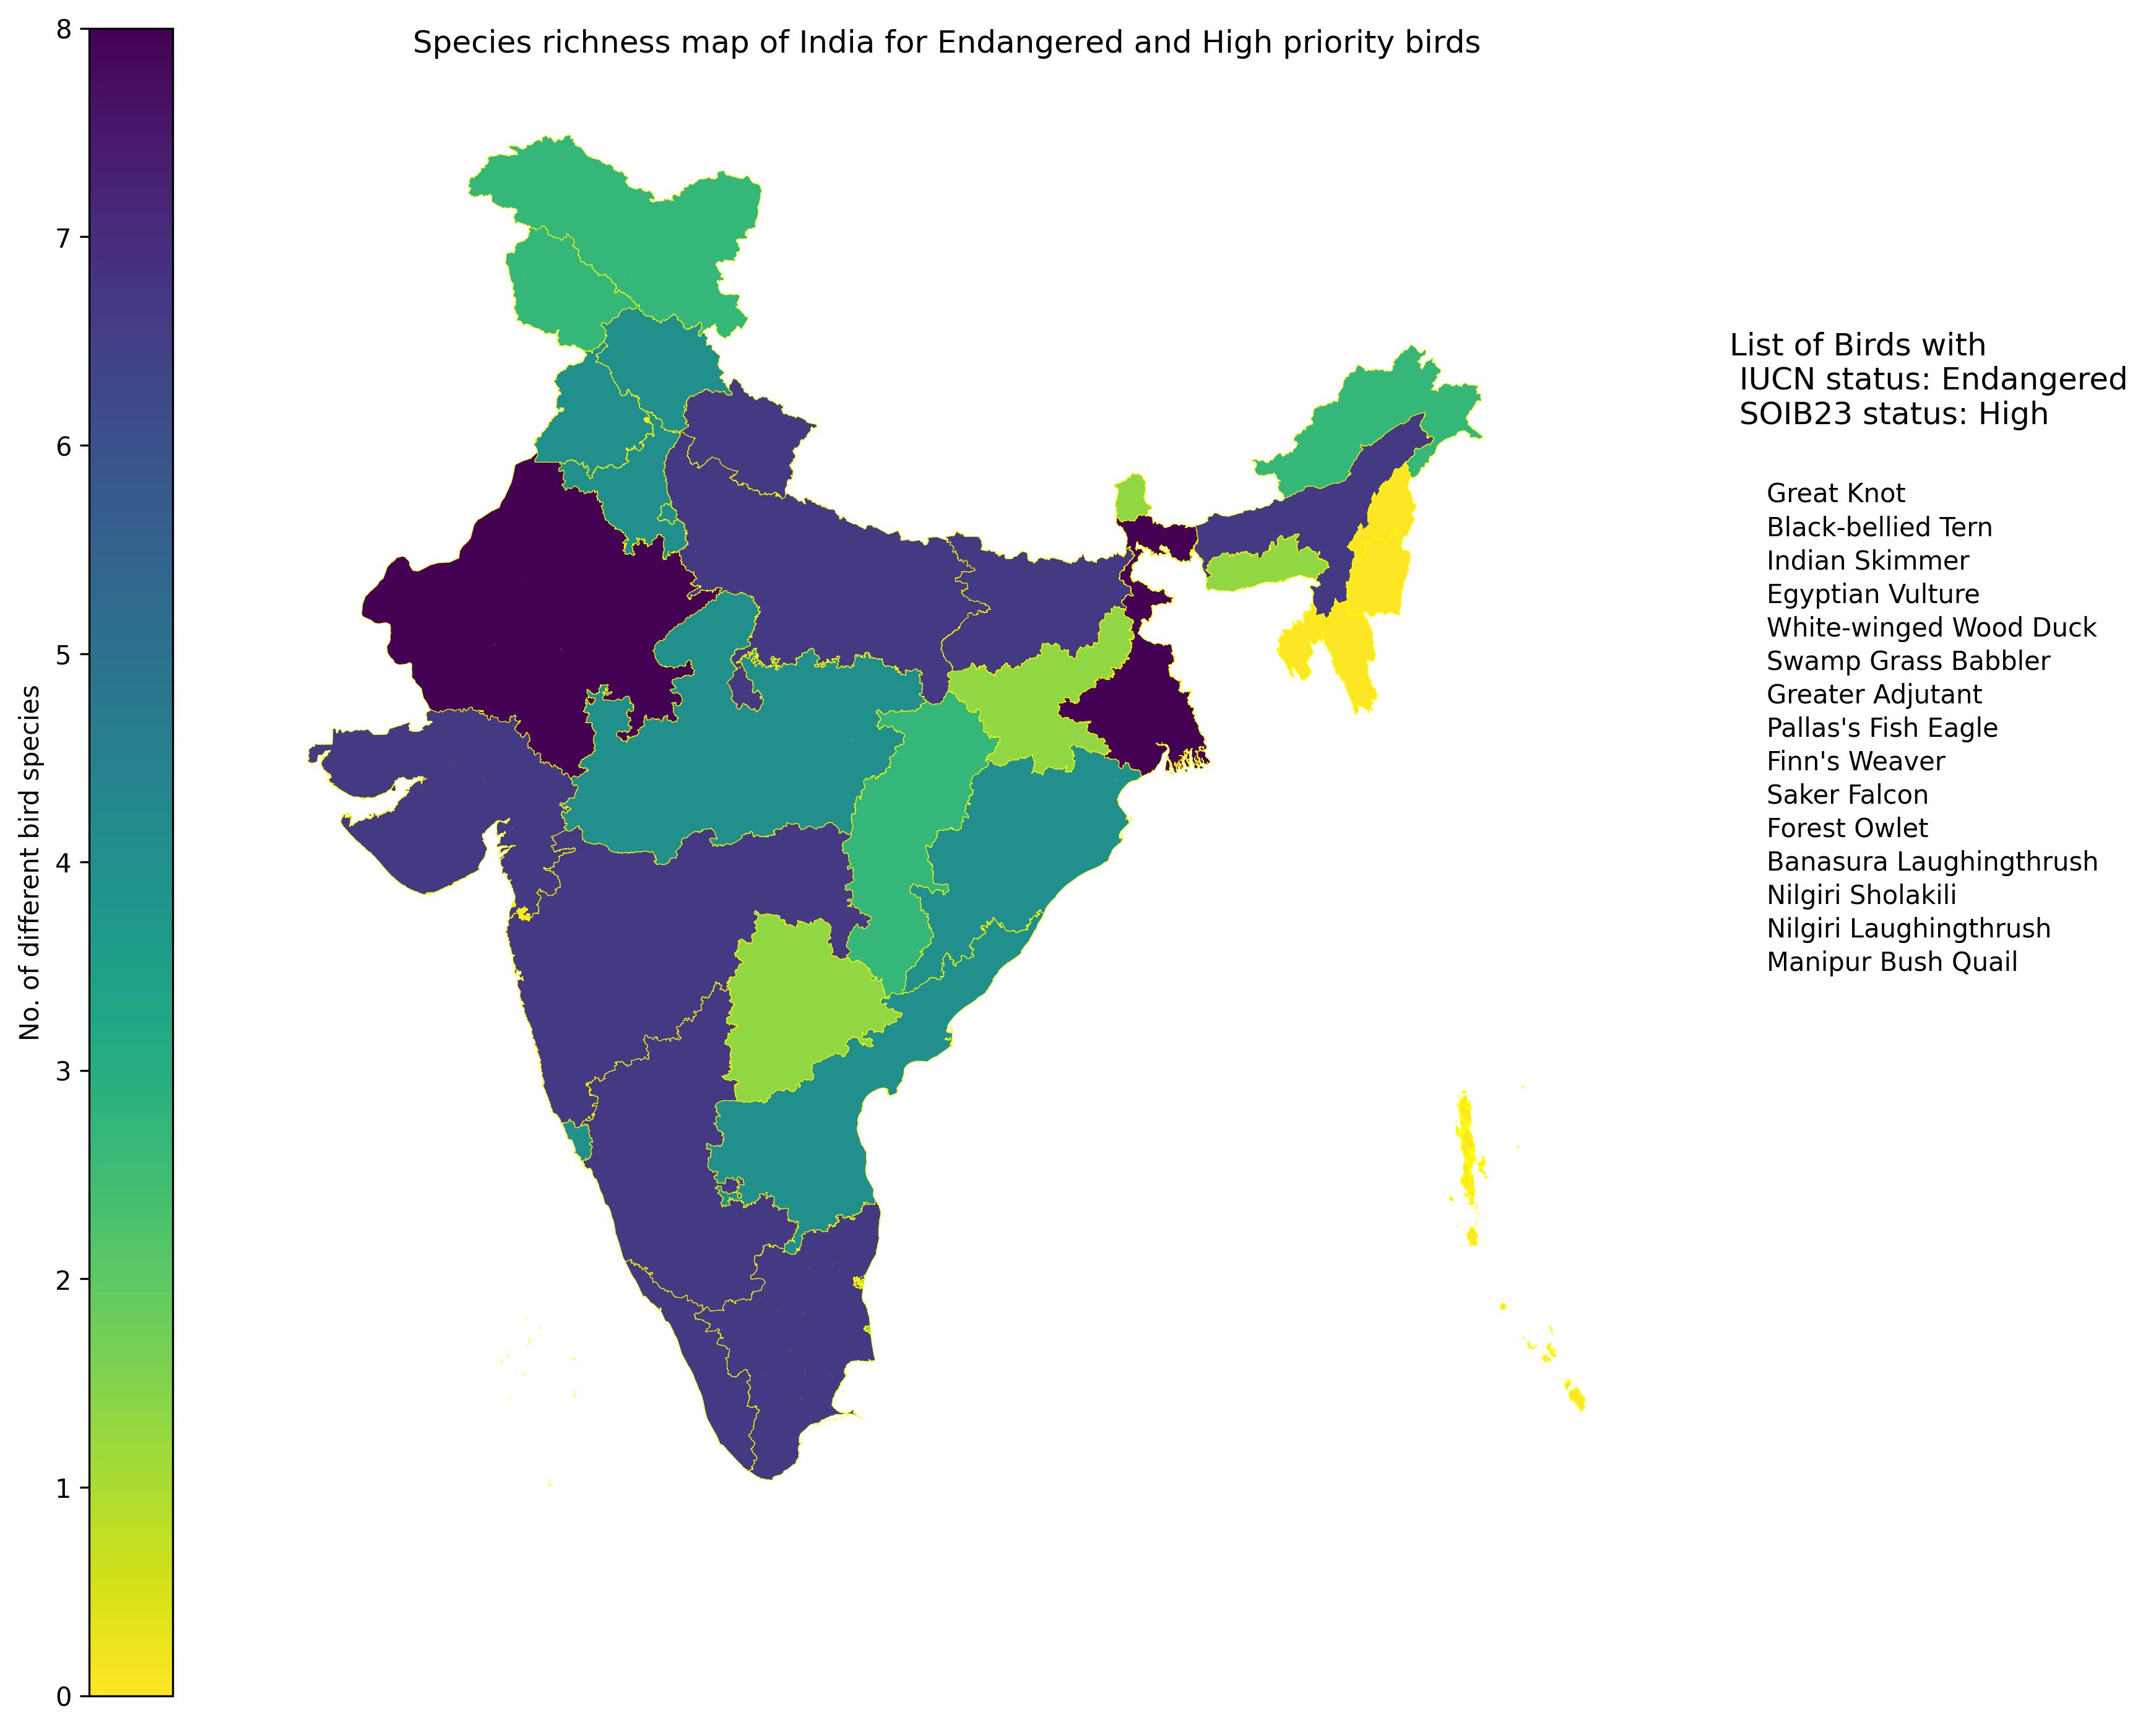 Species richness map of India for Endangered and High priority birds
8
7
6
5
4
3
2
1
0
No. of different bird species
List of Birds with
IUCN status: Endangered
SOIB23 status: High
Great Knot
Black-bellied Tern
Indian Skimmer
Egyptian Vulture
White-winged Wood Duck
Swamp Grass Babbler
Greater Adjutant
Pallas's Fish Eagle
Finn's Weaver
Saker Falcon
Forest Owlet
Banasura Laughingthrush
Nilgiri Sholakili
Nilgiri Laughingthrush
Manipur Bush Quail